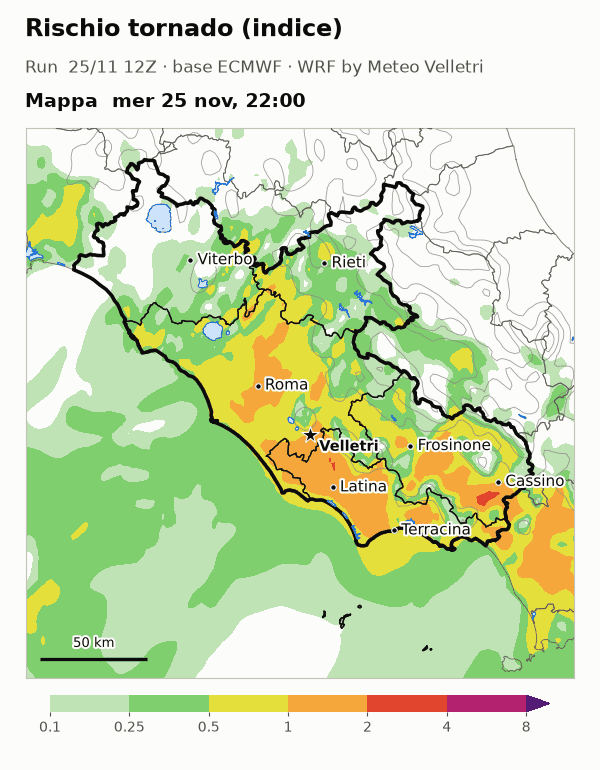 Rischio tornado (indice)
Run  25/11 12Z · base ECMWF · WRF by Meteo Velletri
Mappa  mer 25 nov, 22:00
Viterbo
Rieti
Roma
Velletri
Frosinone
Cassino
Latina
Terracina
50 km
0.1 0.25 0.5 1 2 4 8